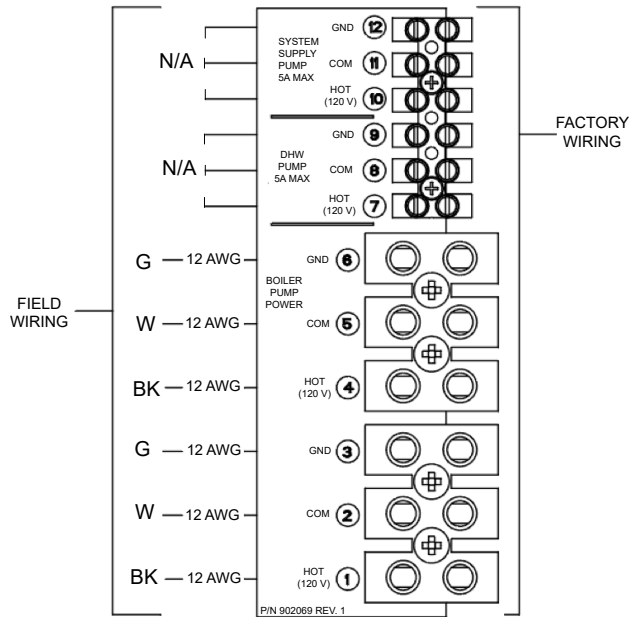 N/A
SYSTEM
SUPPLY
PUMP
5A MAX
GND 12
COM 11
HOT
(120 V) 10
N/A
DHW
PUMP
5A MAX
GND 9
COM 8
HOT
(120 V) 7
FACTORY
WIRING
FIELD
WIRING
BOILER
PUMP
POWER
G 12 AWG GND 6
W 12 AWG COM 5
BK 12 AWG HOT
(120 V) 4
G 12 AWG GND 3
W 12 AWG COM 2
BK 12 AWG HOT
(120 V) 1
P/N 902069 REV. 1